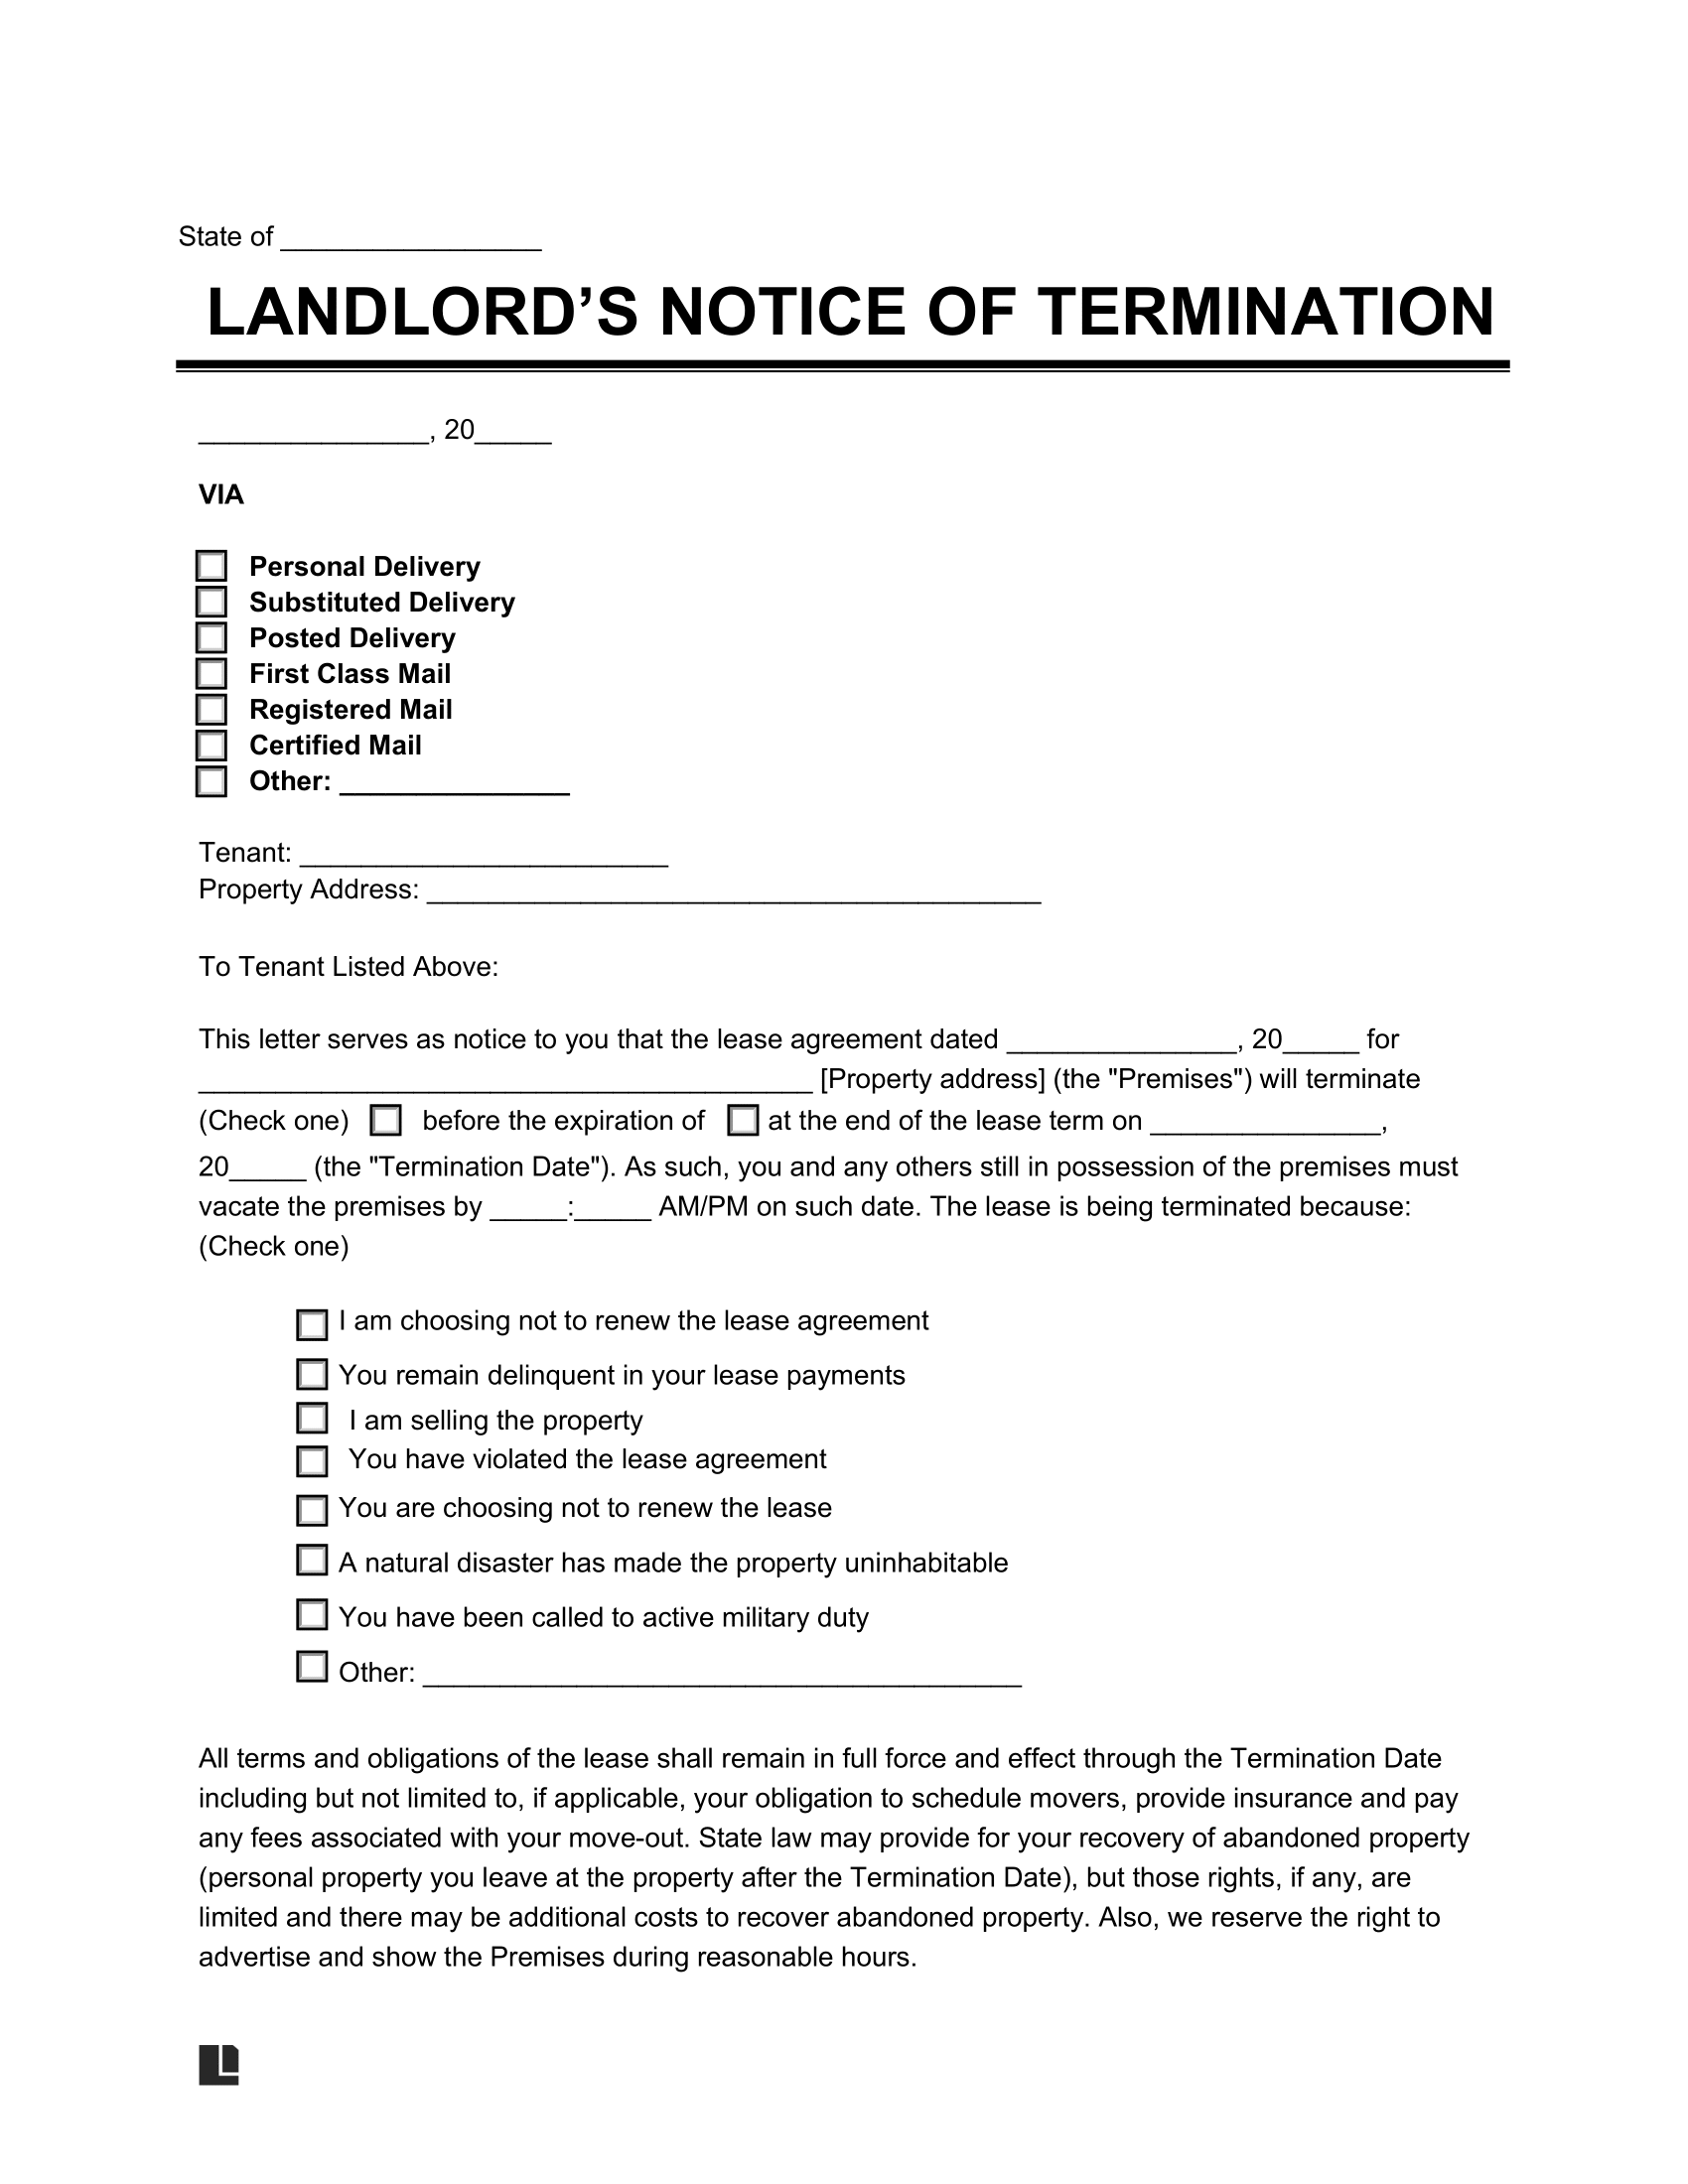 State of _________________
LANDLORD’S NOTICE OF TERMINATION
_______________, 20_____
VIA
Personal Delivery
Substituted Delivery
Posted Delivery
First Class Mail
Registered Mail
Certified Mail
Other: _______________
Tenant: ________________________
Property Address: ________________________________________
To Tenant Listed Above:
This letter serves as notice to you that the lease agreement dated _______________, 20_____ for
________________________________________ [Property address] (the "Premises") will terminate
(Check one) before the expiration of at the end of the lease term on _______________,
20_____ (the "Termination Date"). As such, you and any others still in possession of the premises must
vacate the premises by _____:_____ AM/PM on such date. The lease is being terminated because:
(Check one)
I am choosing not to renew the lease agreement
You remain delinquent in your lease payments
I am selling the property
You have violated the lease agreement
You are choosing not to renew the lease
A natural disaster has made the property uninhabitable
You have been called to active military duty
Other: _______________________________________
All terms and obligations of the lease shall remain in full force and effect through the Termination Date
including but not limited to, if applicable, your obligation to schedule movers, provide insurance and pay
any fees associated with your move-out. State law may provide for your recovery of abandoned property
(personal property you leave at the property after the Termination Date), but those rights, if any, are
limited and there may be additional costs to recover abandoned property. Also, we reserve the right to
advertise and show the Premises during reasonable hours.